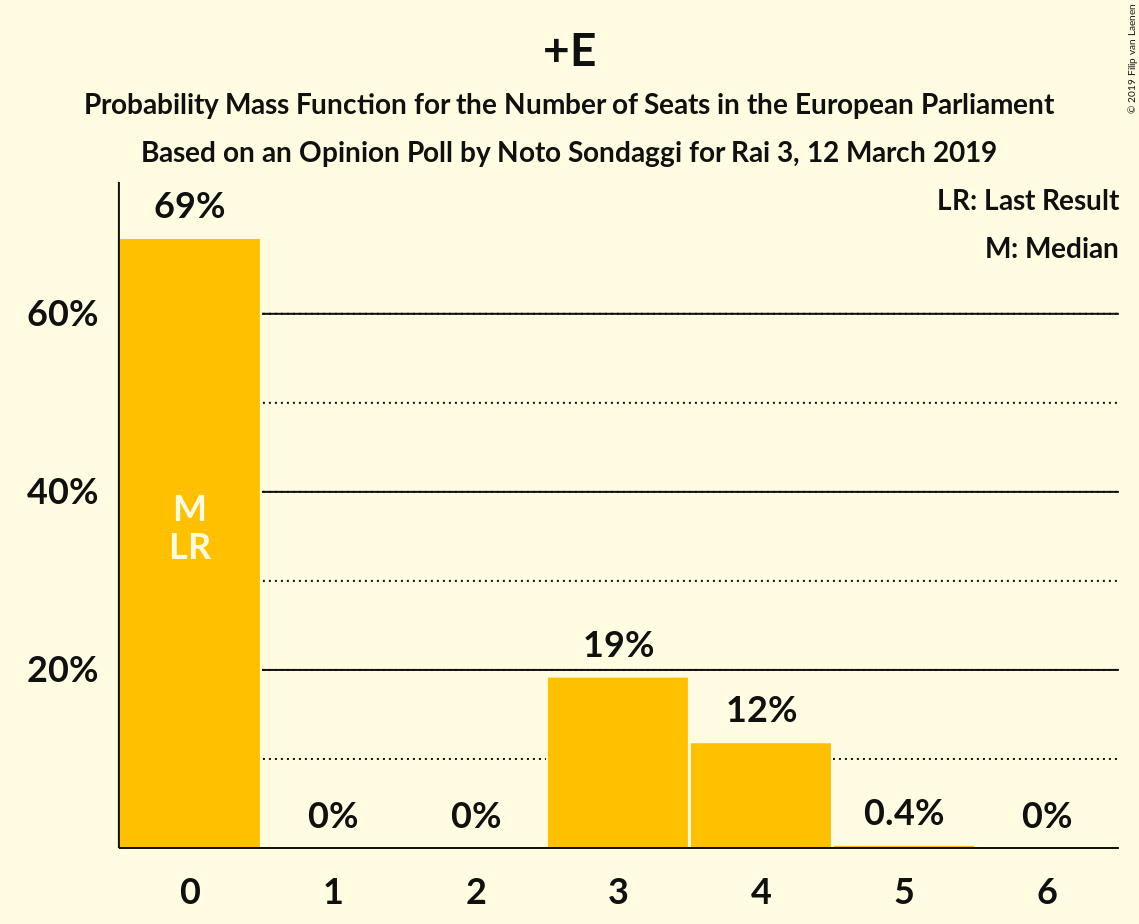 +E
Probability Mass Function for the Number of Seats in the European Parliament
Based on an Opinion Poll by Noto Sondaggi for Rai 3, 12 March 2019
© 2019 Filip van Laenen
LR: Last Result
M: Median
69%
60%
40%
20%
M
LR
0%
0%
19%
12%
0.4%
0%
0
1
2
3
4
5
6